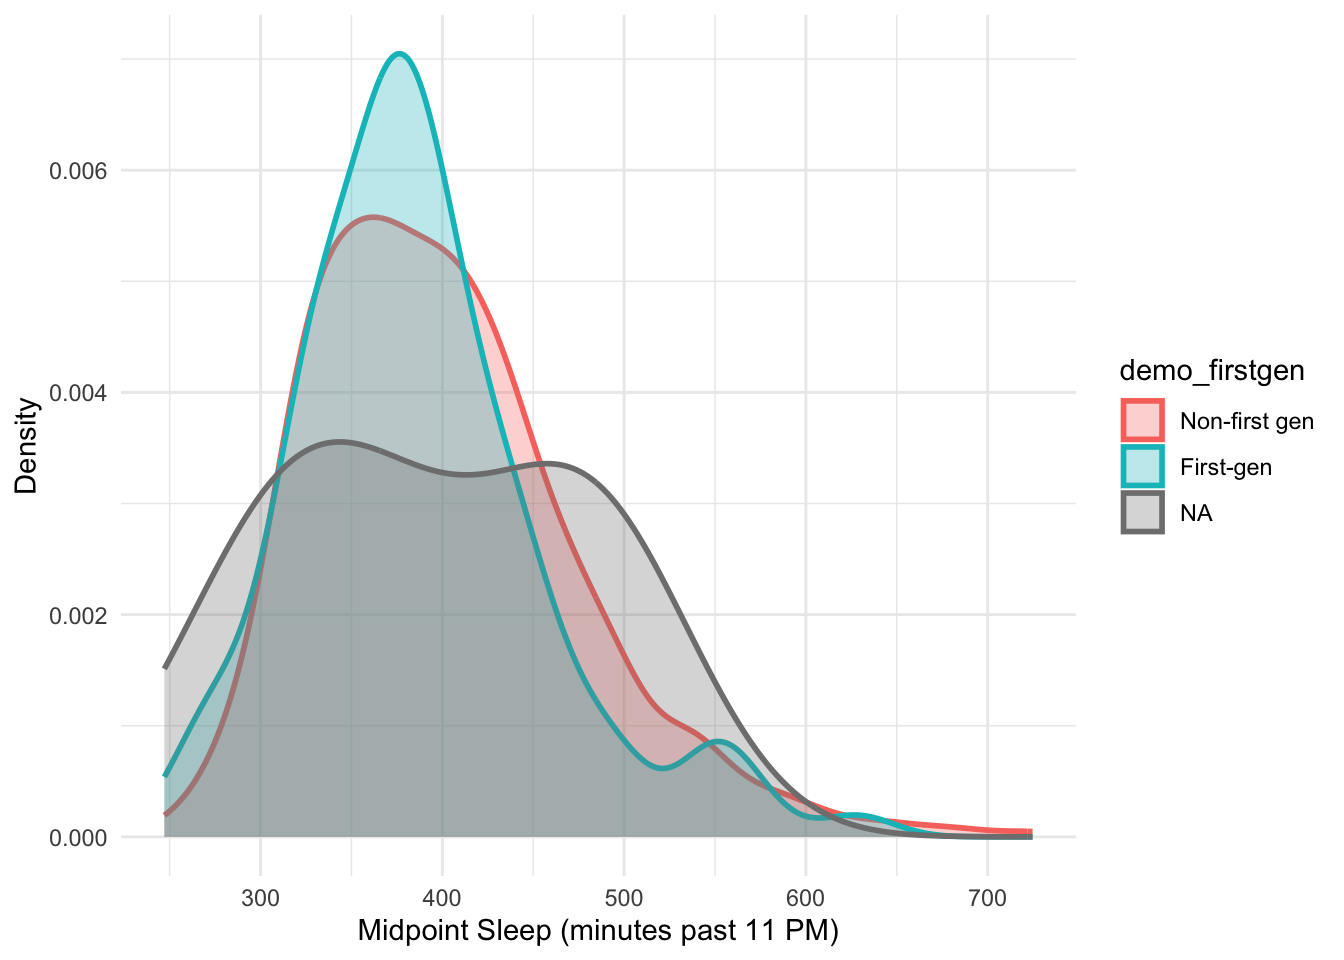 0.006
0.004
0.002
0.000
Density
300 400 500 600 700
Midpoint Sleep (minutes past 11 PM)
demo_firstgen
Non-first gen
First-gen
NA